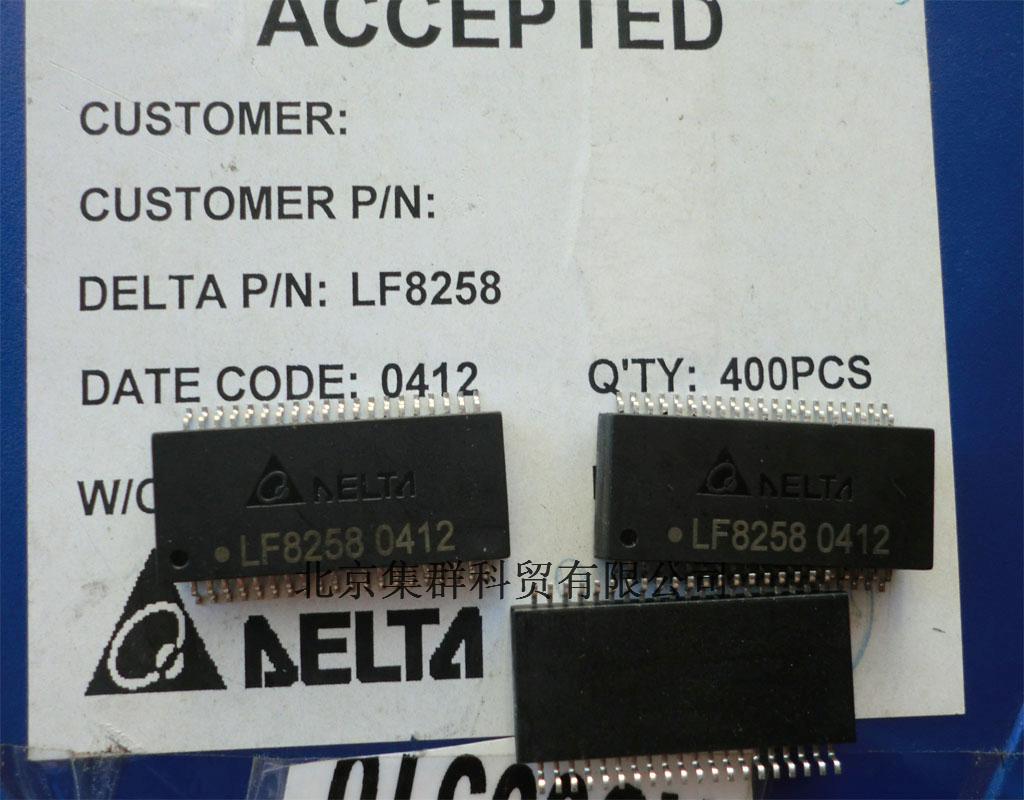 ACCEPTED
CUSTOMER:
CUSTOMER P/N:
DELTA P/N: LF8258
DATE CODE: 0412 Q'TY: 400PCS
DELTA
LF8258 0412
DELTA
LF8258 0412
北京集群科贸有限公司
DELTA